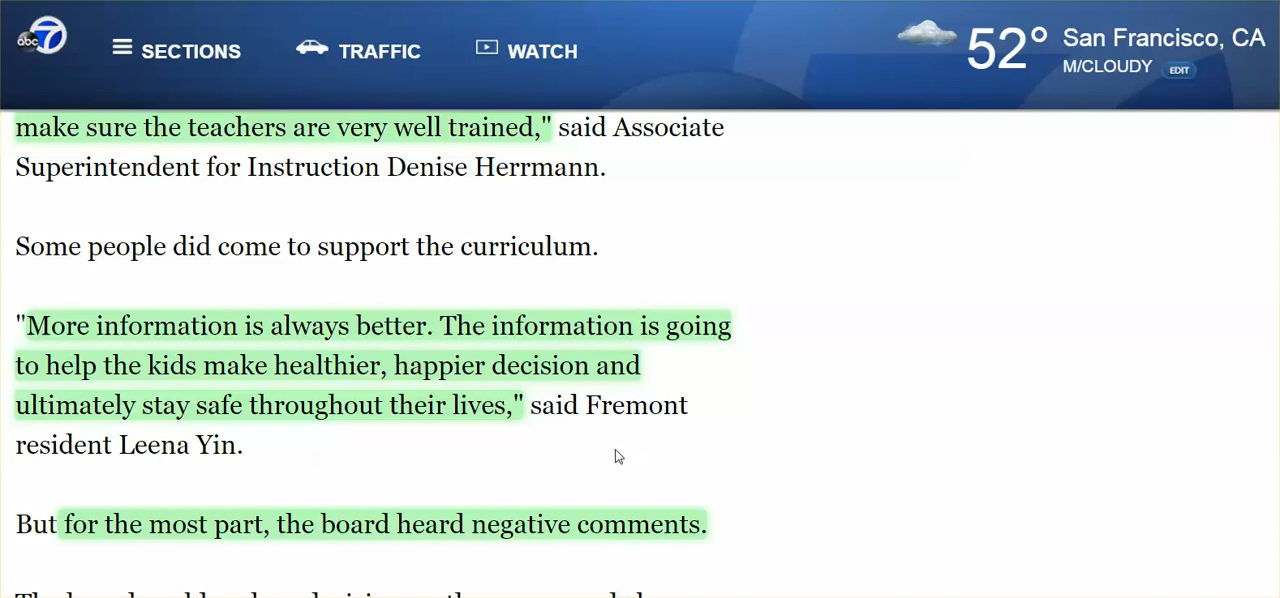 abc 7
SECTIONS
TRAFFIC
WATCH
52°
San Francisco, CA
M/CLOUDY EDIT
make sure the teachers are very well trained," said Associate
Superintendent for Instruction Denise Herrmann.
Some people did come to support the curriculum.
"More information is always better. The information is going
to help the kids make healthier, happier decision and
ultimately stay safe throughout their lives," said Fremont
resident Leena Yin.
But for the most part, the board heard negative comments.